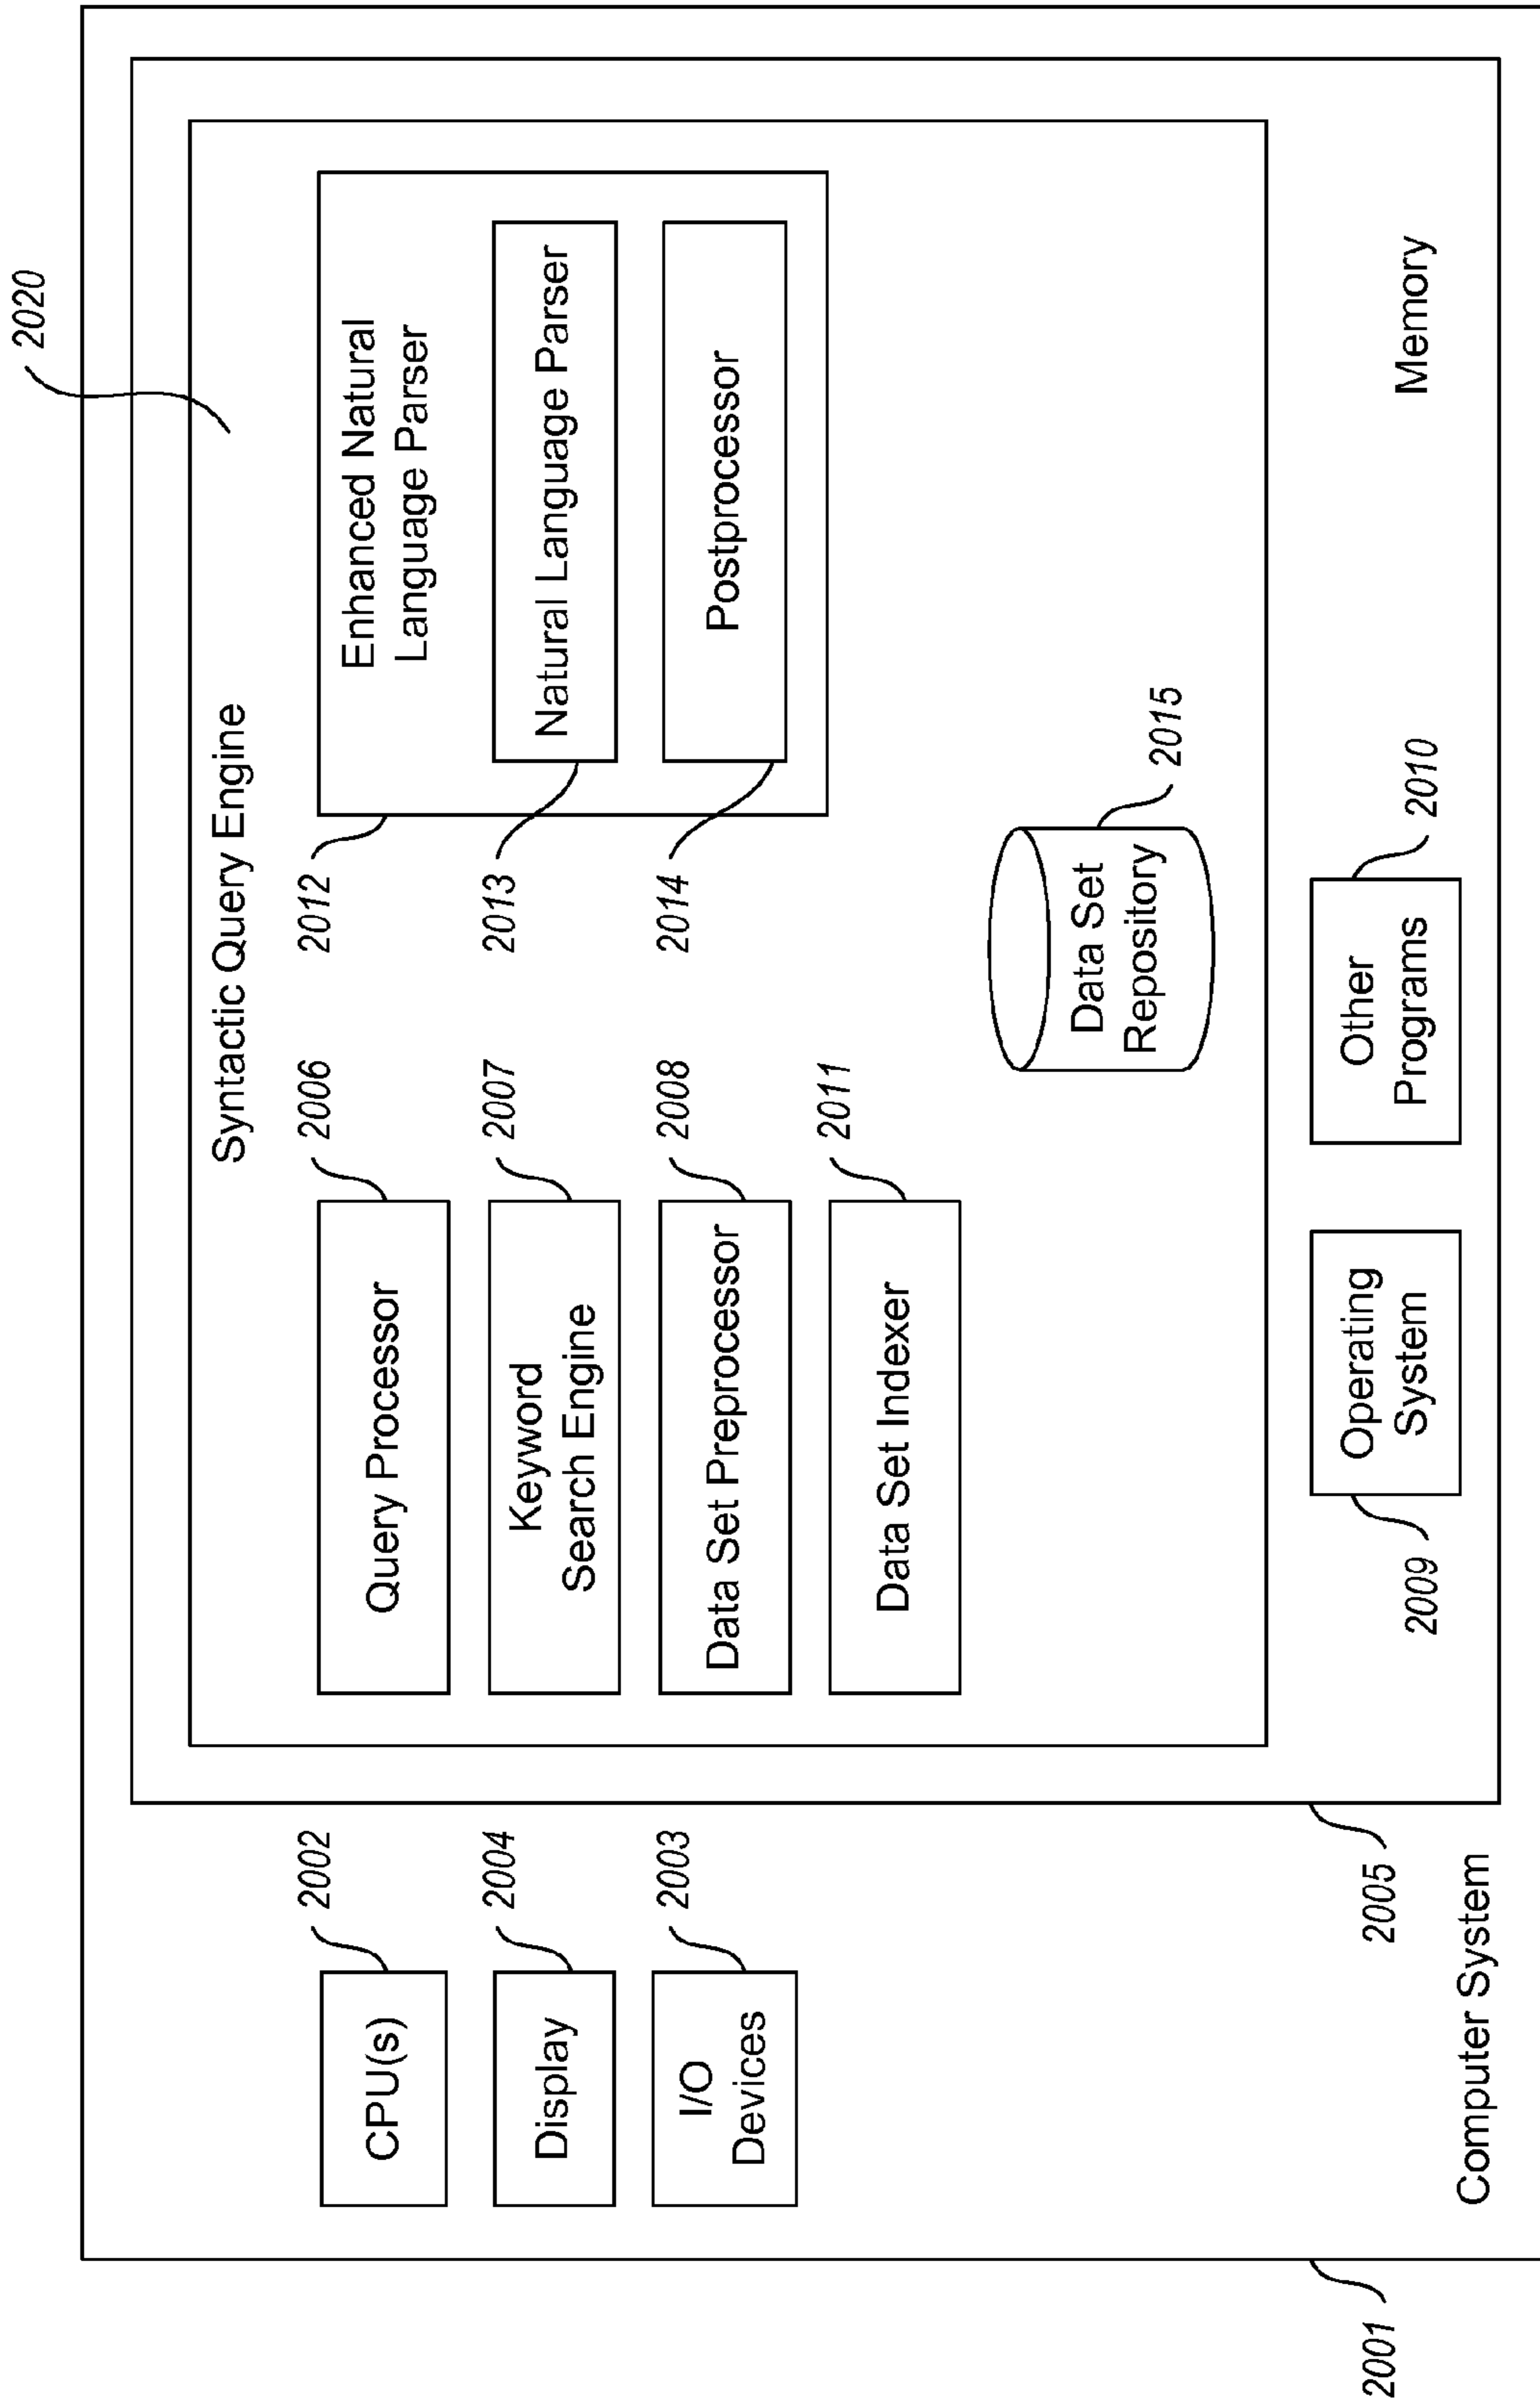 2020
Syntactic Query Engine
2002
CPU(s)
2004
Display
2003
I/O
Devices
2006
Query Processor
2007
Keyword
Search Engine
2008
Data Set Preprocessor
2011
Data Set Indexer
2012
Enhanced Natural
Language Parser
2013
Natural Language Parser
2014
Postprocessor
2015
Data Set
Repository
2009
Operating
System
2010
Other
Programs
Memory
2005
Computer System
2001